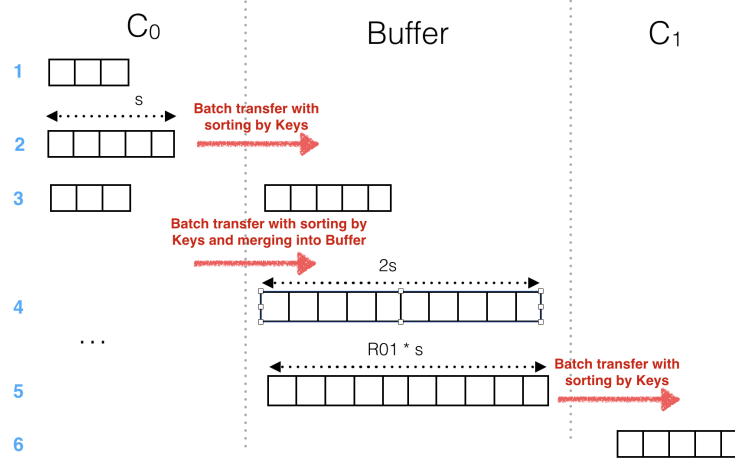 C0
Buffer
C1
1
s
Batch transfer with
sorting by Keys
2
3
Batch transfer with sorting by
Keys and merging into Buffer
2s
4
...
R01 * s
Batch transfer with
sorting by Keys
5
6